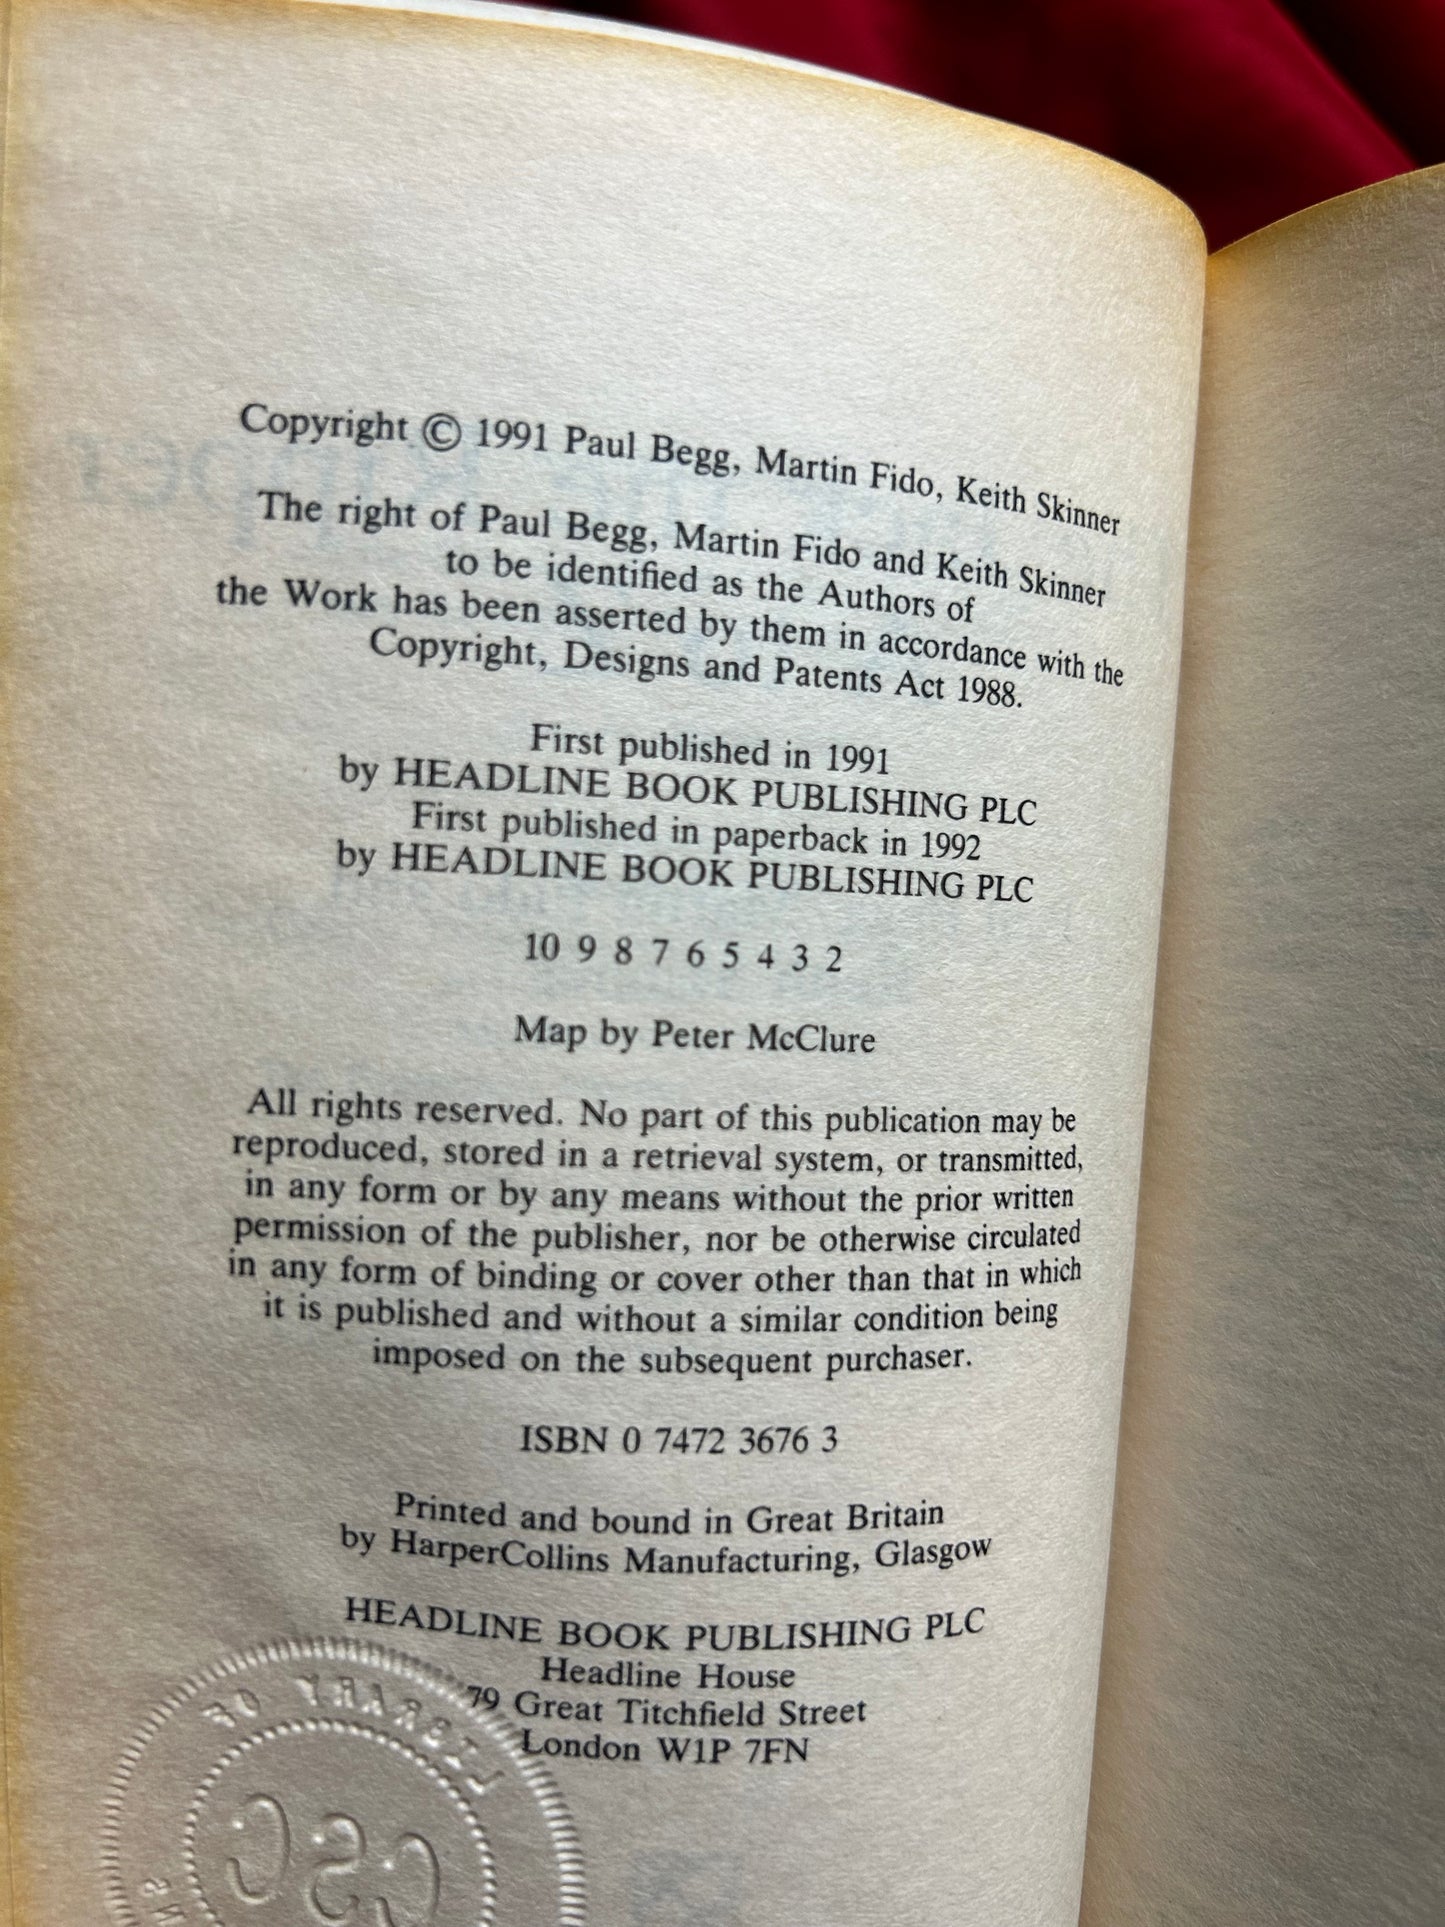 Copyright © 1991 Paul Begg, Martin Fido, Keith Skinner
The right of Paul Begg, Martin Fido and Keith Skinner
to be identified as the Authors of
the Work has been asserted by them in accordance with the
Copyright, Designs and Patents Act 1988.
First published in 1991
by HEADLINE BOOK PUBLISHING PLC
First published in paperback in 1992
by HEADLINE BOOK PUBLISHING PLC
10 9 8 7 6 5 4 3 2
Map by Peter McClure
All rights reserved. No part of this publication may be
reproduced, stored in a retrieval system, or transmitted,
in any form or by any means without the prior written
permission of the publisher, nor be otherwise circulated
in any form of binding or cover other than that in which
it is published and without a similar condition being
imposed on the subsequent purchaser.
ISBN 0 7472 3676 3
Printed and bound in Great Britain
by HarperCollins Manufacturing, Glasgow
HEADLINE BOOK PUBLISHING PLC
Headline House
79 Great Titchfield Street
London W1P 7FN
LIBRARY OF
CSC